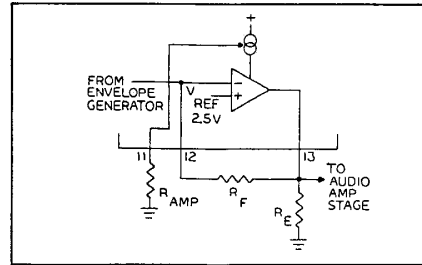 +
FROM
ENVELOPE
GENERATOR
V
−
+
REF
2.5V
11
12
13
R AMP
R F
R E
TO
AUDIO
AMP
STAGE